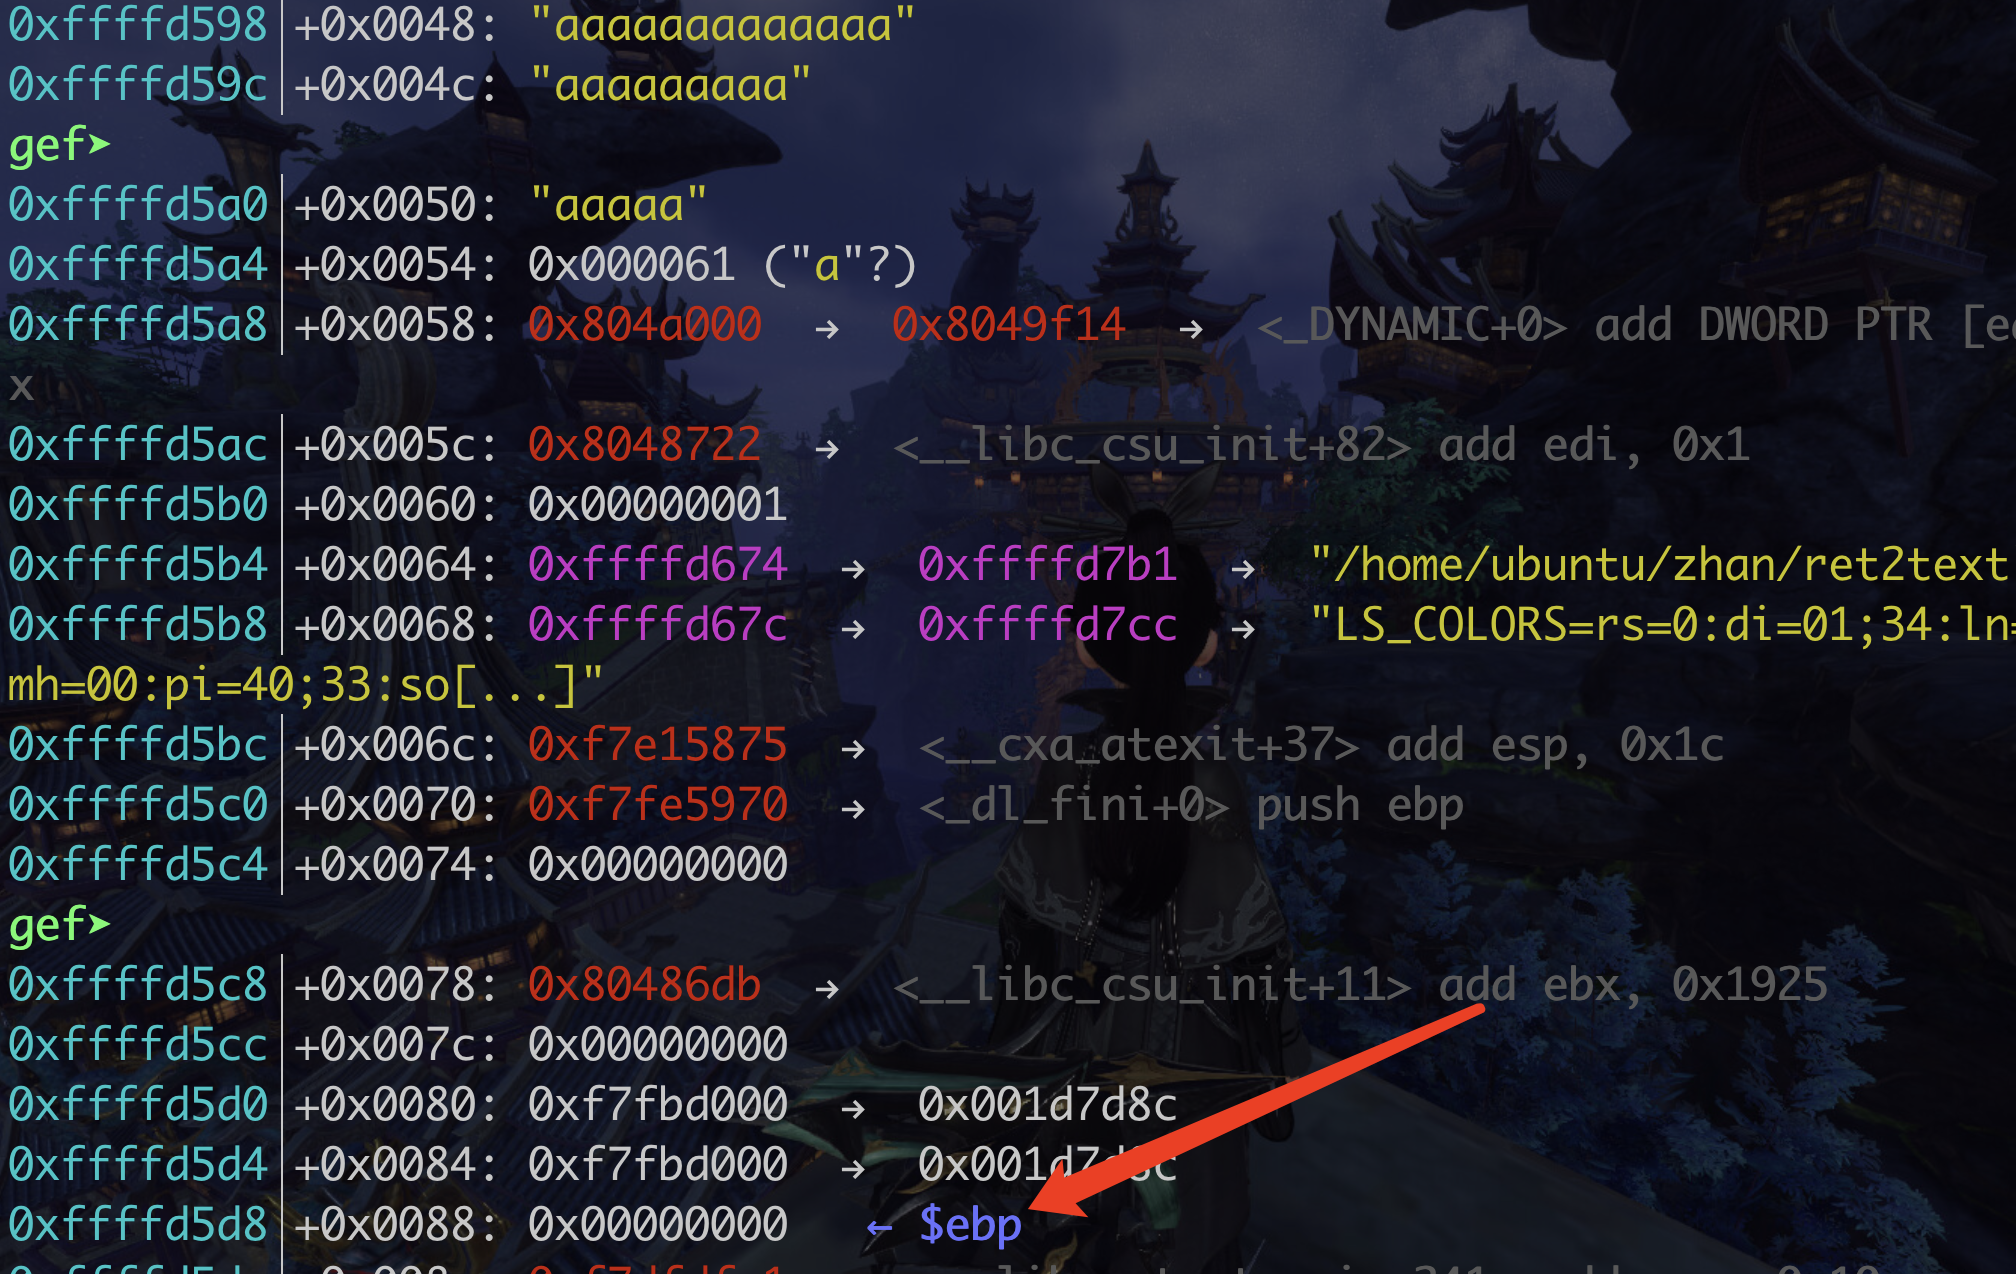 0xffffd598│+0x0048: "aaaaaaaaaaaaa"
0xffffd59c│+0x004c: "aaaaaaaaa"
gef➤
0xffffd5a0│+0x0050: "aaaaa"
0xffffd5a4│+0x0054: 0x000061 ("a"?)
0xffffd5a8│+0x0058: 0x804a000 → 0x8049f14 → <_DYNAMIC+0> add DWORD PTR [ea
x
0xffffd5ac│+0x005c: 0x8048722 → <__libc_csu_init+82> add edi, 0x1
0xffffd5b0│+0x0060: 0x00000001
0xffffd5b4│+0x0064: 0xffffd674 → 0xffffd7b1 → "/home/ubuntu/zhan/ret2text
0xffffd5b8│+0x0068: 0xffffd67c → 0xffffd7cc → "LS_COLORS=rs=0:di=01;34:ln=
mh=00:pi=40;33:so[...]"
0xffffd5bc│+0x006c: 0xf7e15875 → <__cxa_atexit+37> add esp, 0x1c
0xffffd5c0│+0x0070: 0xf7fe5970 → <_dl_fini+0> push ebp
0xffffd5c4│+0x0074: 0x00000000
gef➤
0xffffd5c8│+0x0078: 0x80486db → <__libc_csu_init+11> add ebx, 0x1925
0xffffd5cc│+0x007c: 0x00000000
0xffffd5d0│+0x0080: 0xf7fbd000 → 0x001d7d8c
0xffffd5d4│+0x0084: 0xf7fbd000 → 0x001d7d8c
0xffffd5d8│+0x0088: 0x00000000 ← $ebp